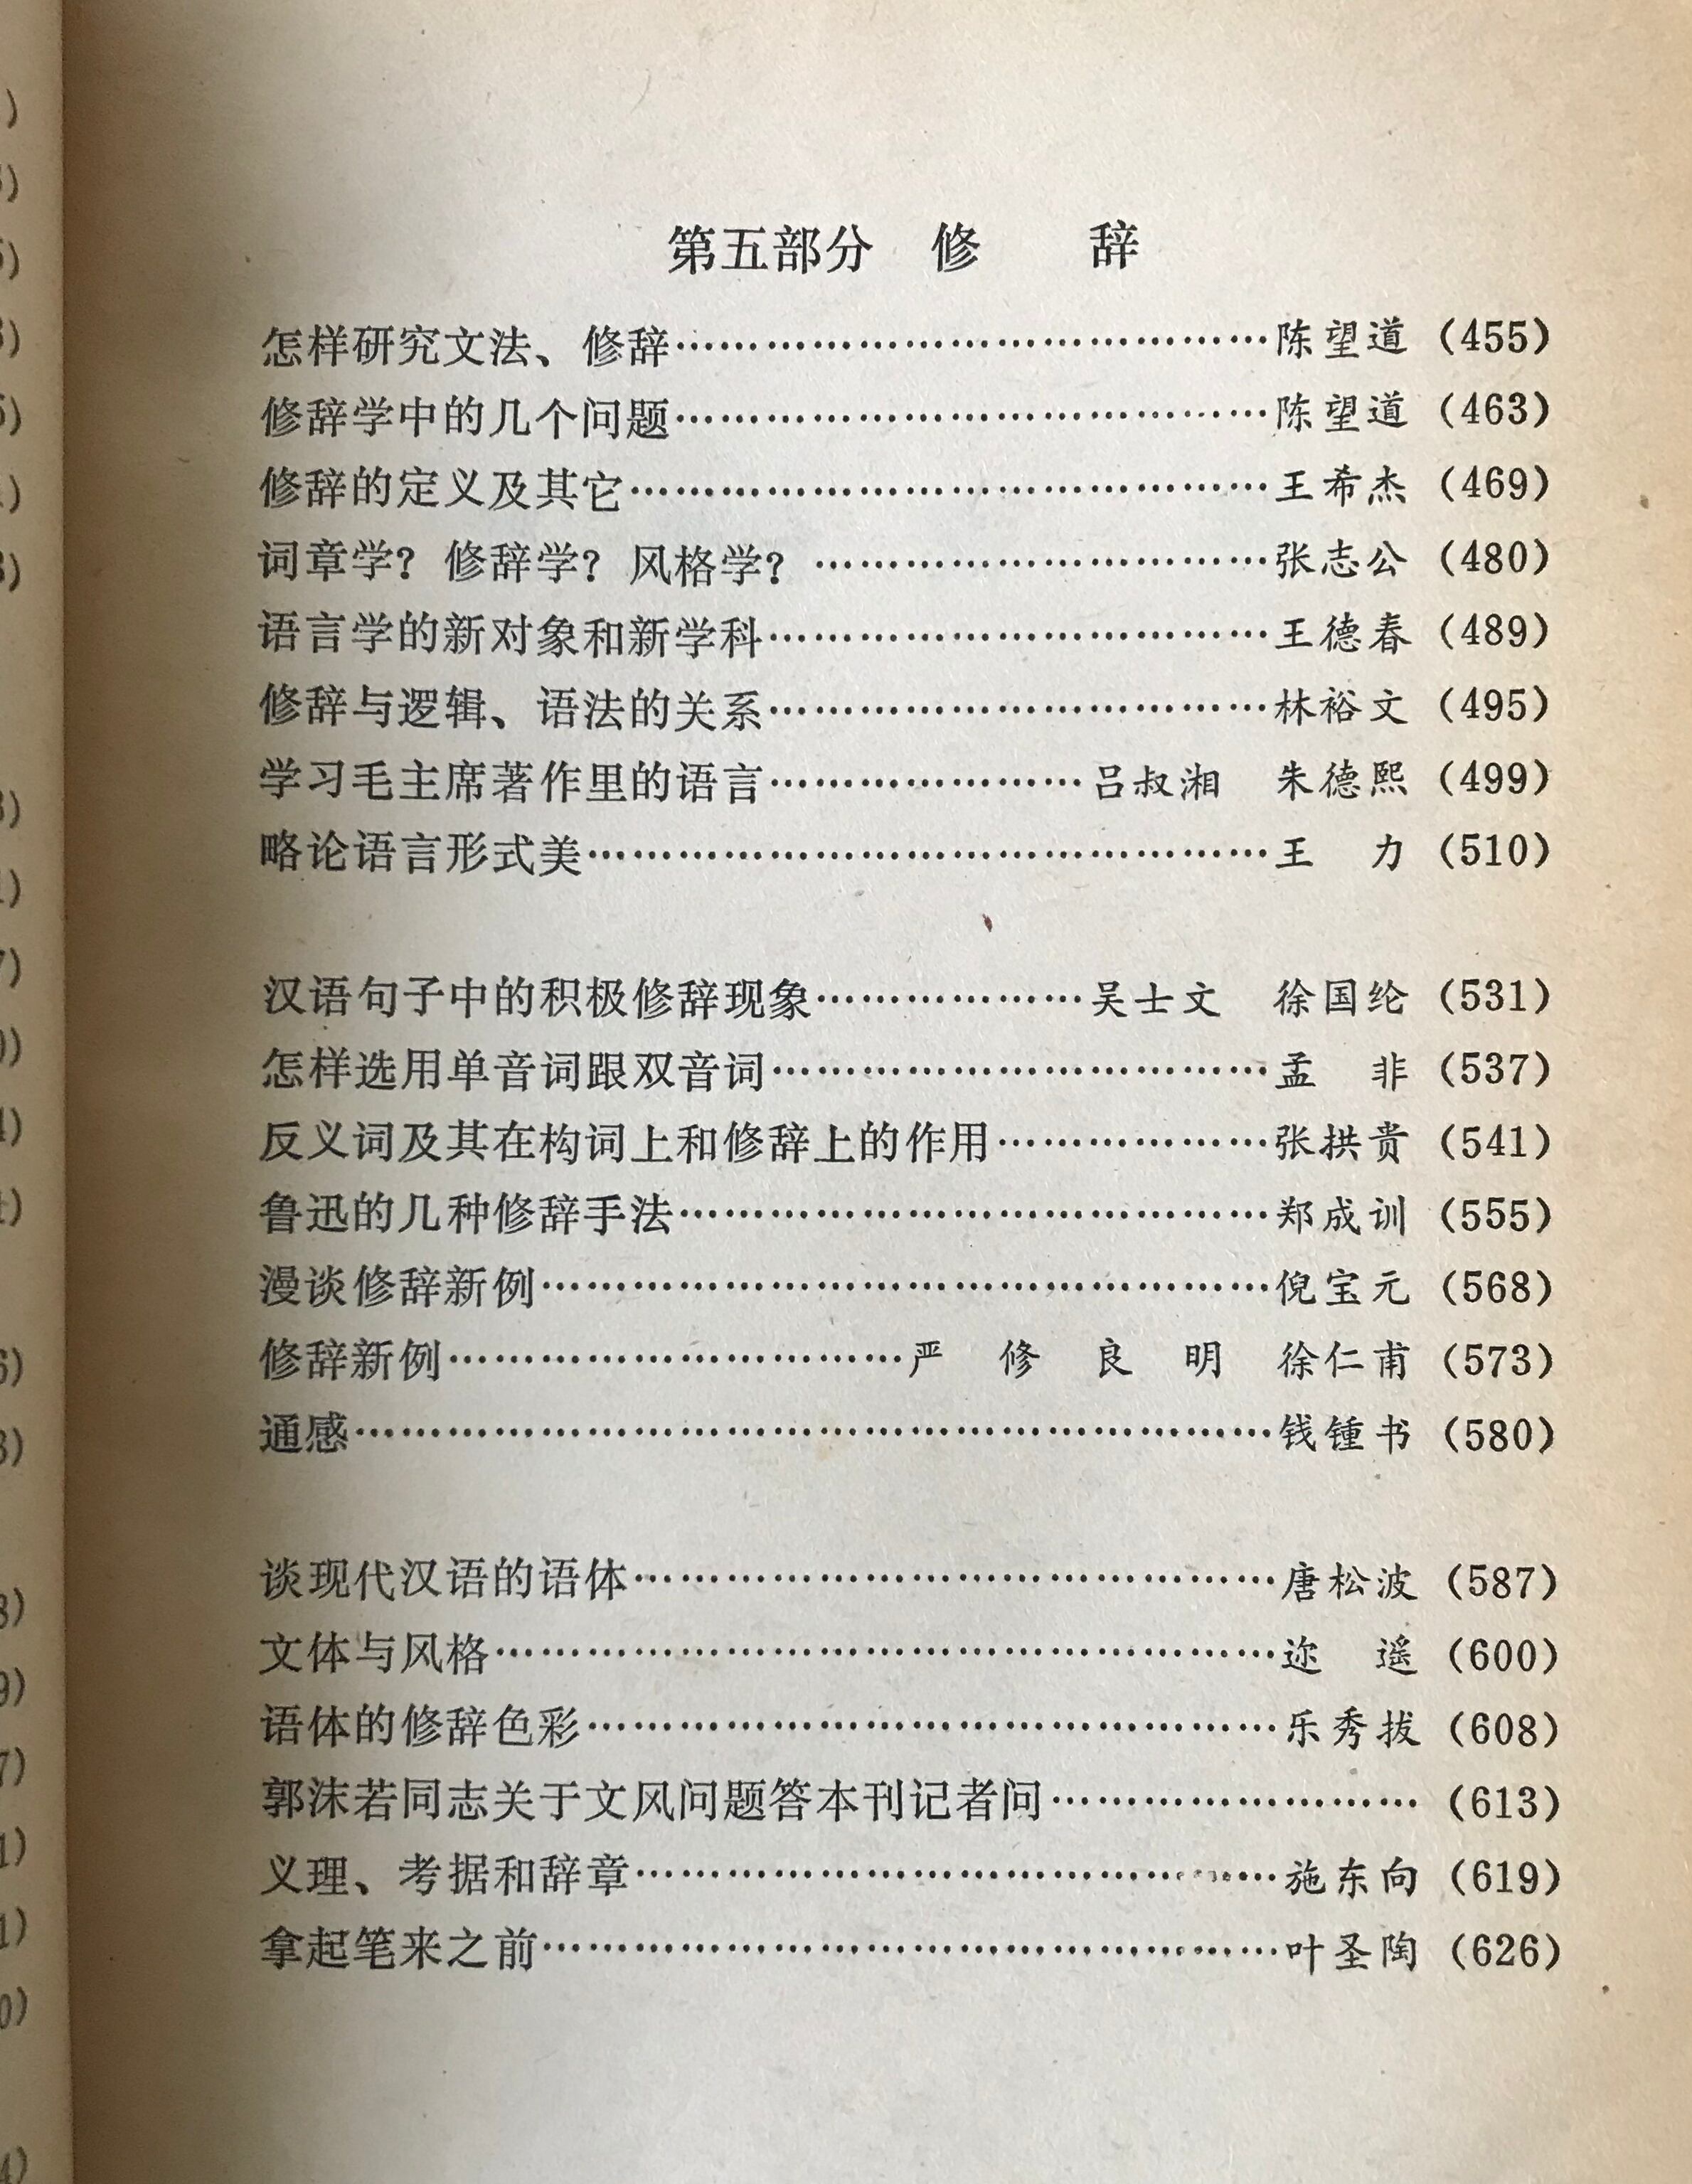 第五部分 修 辞
怎样研究文法、修辞……………………………………陈望道 (455)
修辞学中的几个问题……………………………………陈望道 (463)
修辞的定义及其它………………………………………王希杰 (469)
词章学？修辞学？风格学？ ……………………………张志公 (480)
语言学的新对象和新学科………………………………王德春 (489)
修辞与逻辑、语法的关系………………………………林裕文 (495)
学习毛主席著作里的语言…………………吕叔湘 朱德熙 (499)
略论语言形式美…………………………………………王 力 (510)
汉语句子中的积极修辞现象………………吴士文 徐国纶 (531)
怎样选用单音词跟双音词………………………………孟 非 (537)
反义词及其在构词上和修辞上的作用…………………张拱贵 (541)
鲁迅的几种修辞手法……………………………………郑成训 (555)
漫谈修辞新例……………………………………………倪宝元 (568)
修辞新例……………………………严 修 良 明 徐仁甫 (573)
通感………………………………………………………钱锺书 (580)
谈现代汉语的语体………………………………………唐松波 (587)
文体与风格………………………………………………迩 遥 (600)
语体的修辞色彩…………………………………………乐秀拔 (608)
郭沫若同志关于文风问题答本刊记者问……………………… (613)
义理、考据和辞章………………………………………施东向 (619)
拿起笔来之前……………………………………………叶圣陶 (626)